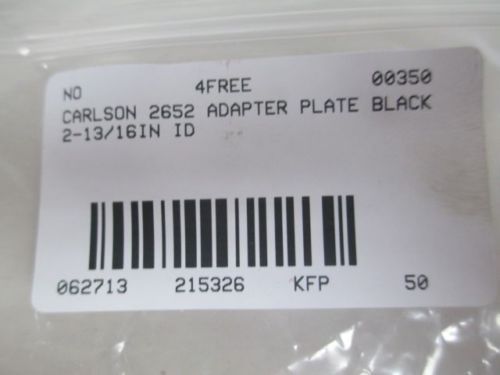 NO 4FREE 00350
CARLSON 2652 ADAPTER PLATE BLACK
2-13/16IN ID
062713 215326 KFP 50